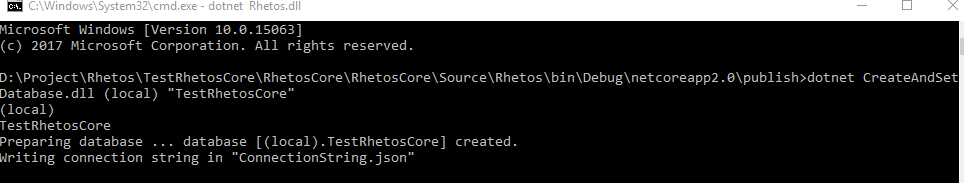 C:\Windows\System32\cmd.exe - dotnet Rhetos.dll
Microsoft Windows [Version 10.0.15063]
(c) 2017 Microsoft Corporation. All rights reserved.
D:\Project\Rhetos\TestRhetosCore\RhetosCore\RhetosCore\Source\Rhetos\bin\Debug\netcoreapp2.0\publish>dotnet CreateAndSet
Database.dll (local) "TestRhetosCore"
(local)
TestRhetosCore
Preparing database ... database [(local).TestRhetosCore] created.
Writing connection string in "ConnectionString.json"